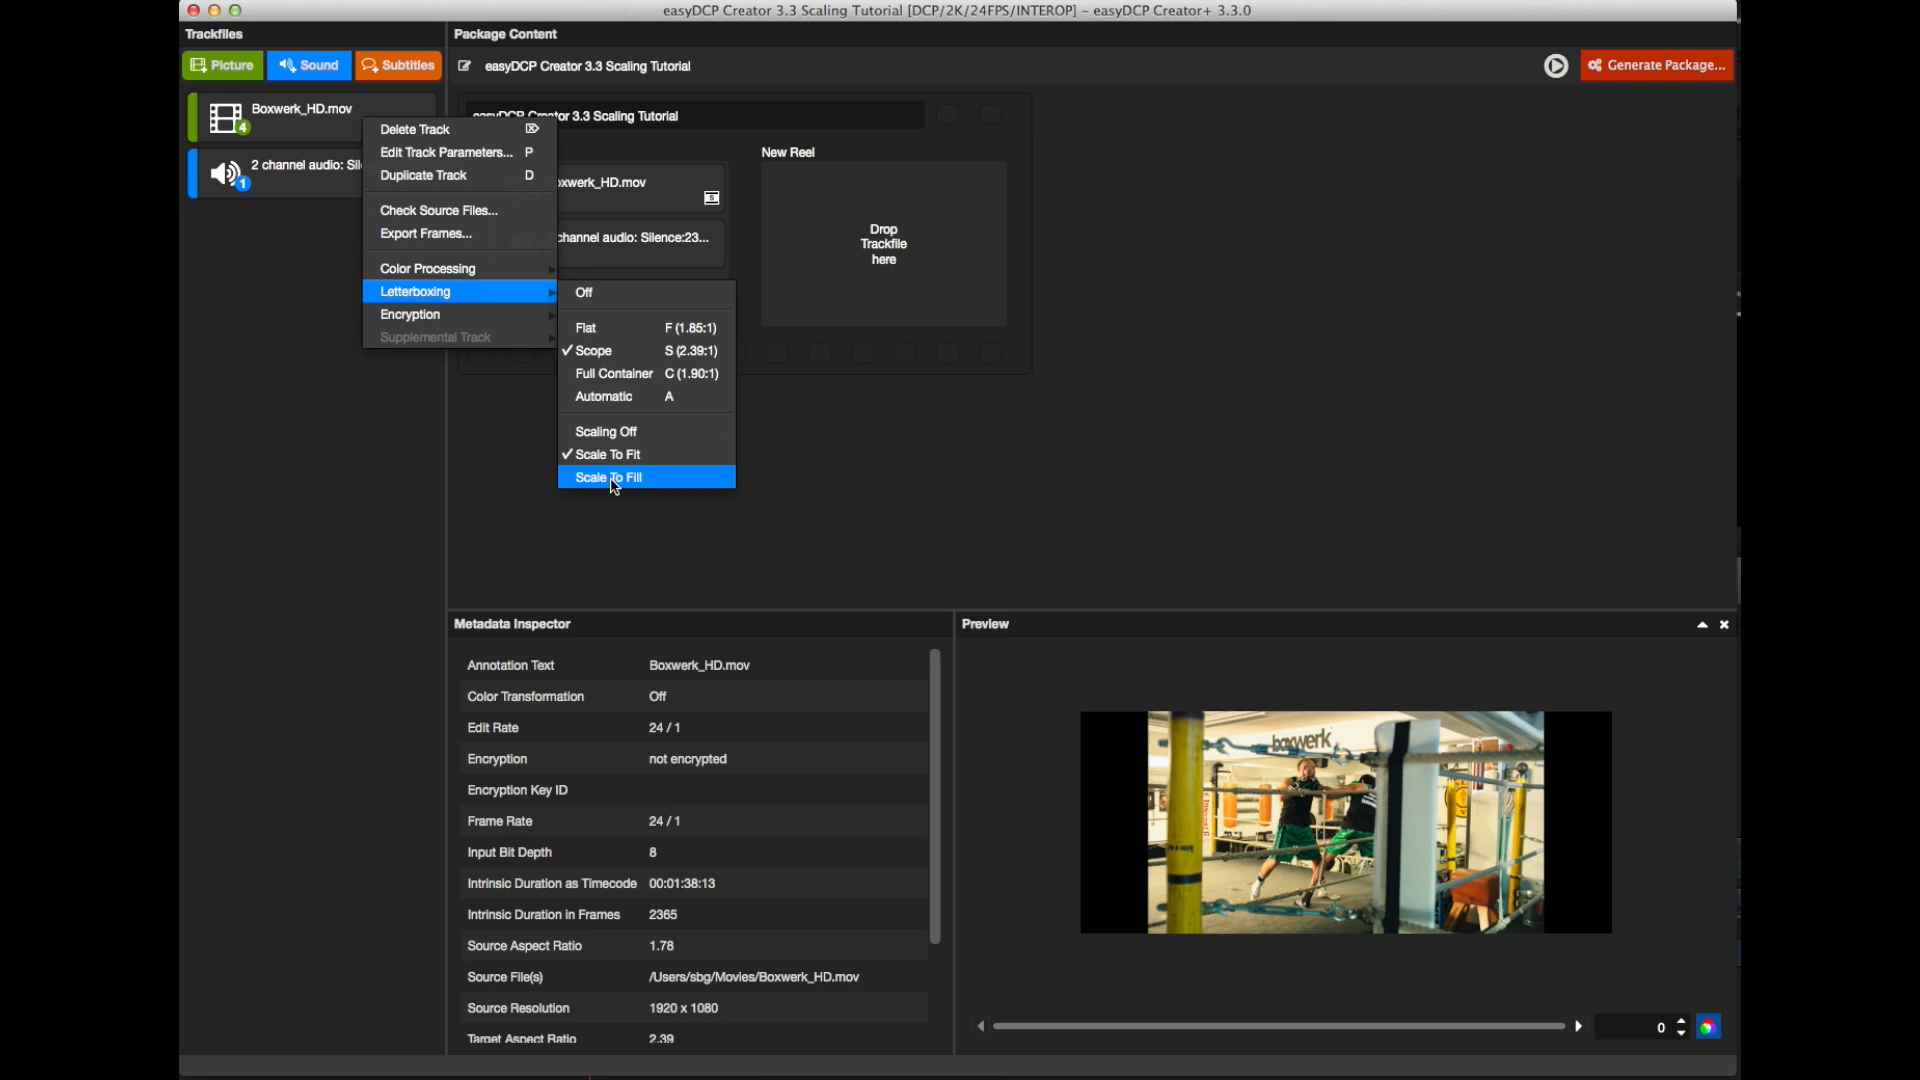 easyDCP Creator 3.3 Scaling Tutorial [DCP/2K/24FPS/INTEROP] – easyDCP Creator+ 3.3.0
Trackfiles
Package Content
Picture
Sound
Subtitles
easyDCP Creator 3.3 Scaling Tutorial
Generate Package...
Boxwerk_HD.mov
4
2 channel audio: Sil
1
easyDCP Creator 3.3 Scaling Tutorial
New Reel
oxwerk_HD.mov
S
channel audio: Silence:23...
Drop
Trackfile
here
Delete Track
Edit Track Parameters... P
Duplicate Track D
Check Source Files...
Export Frames...
Color Processing
Letterboxing
Encryption
Supplemental Track
Off
Flat F (1.85:1)
Scope S (2.39:1)
Full Container C (1.90:1)
Automatic A
Scaling Off
Scale To Fit
Scale To Fill
Metadata Inspector
Annotation Text Boxwerk_HD.mov
Color Transformation Off
Edit Rate 24 / 1
Encryption not encrypted
Encryption Key ID
Frame Rate 24 / 1
Input Bit Depth 8
Intrinsic Duration as Timecode 00:01:38:13
Intrinsic Duration in Frames 2365
Source Aspect Ratio 1.78
Source File(s) /Users/sbg/Movies/Boxwerk_HD.mov
Source Resolution 1920 x 1080
Target Aspect Ratio 2.39
Preview
boxwerk
0